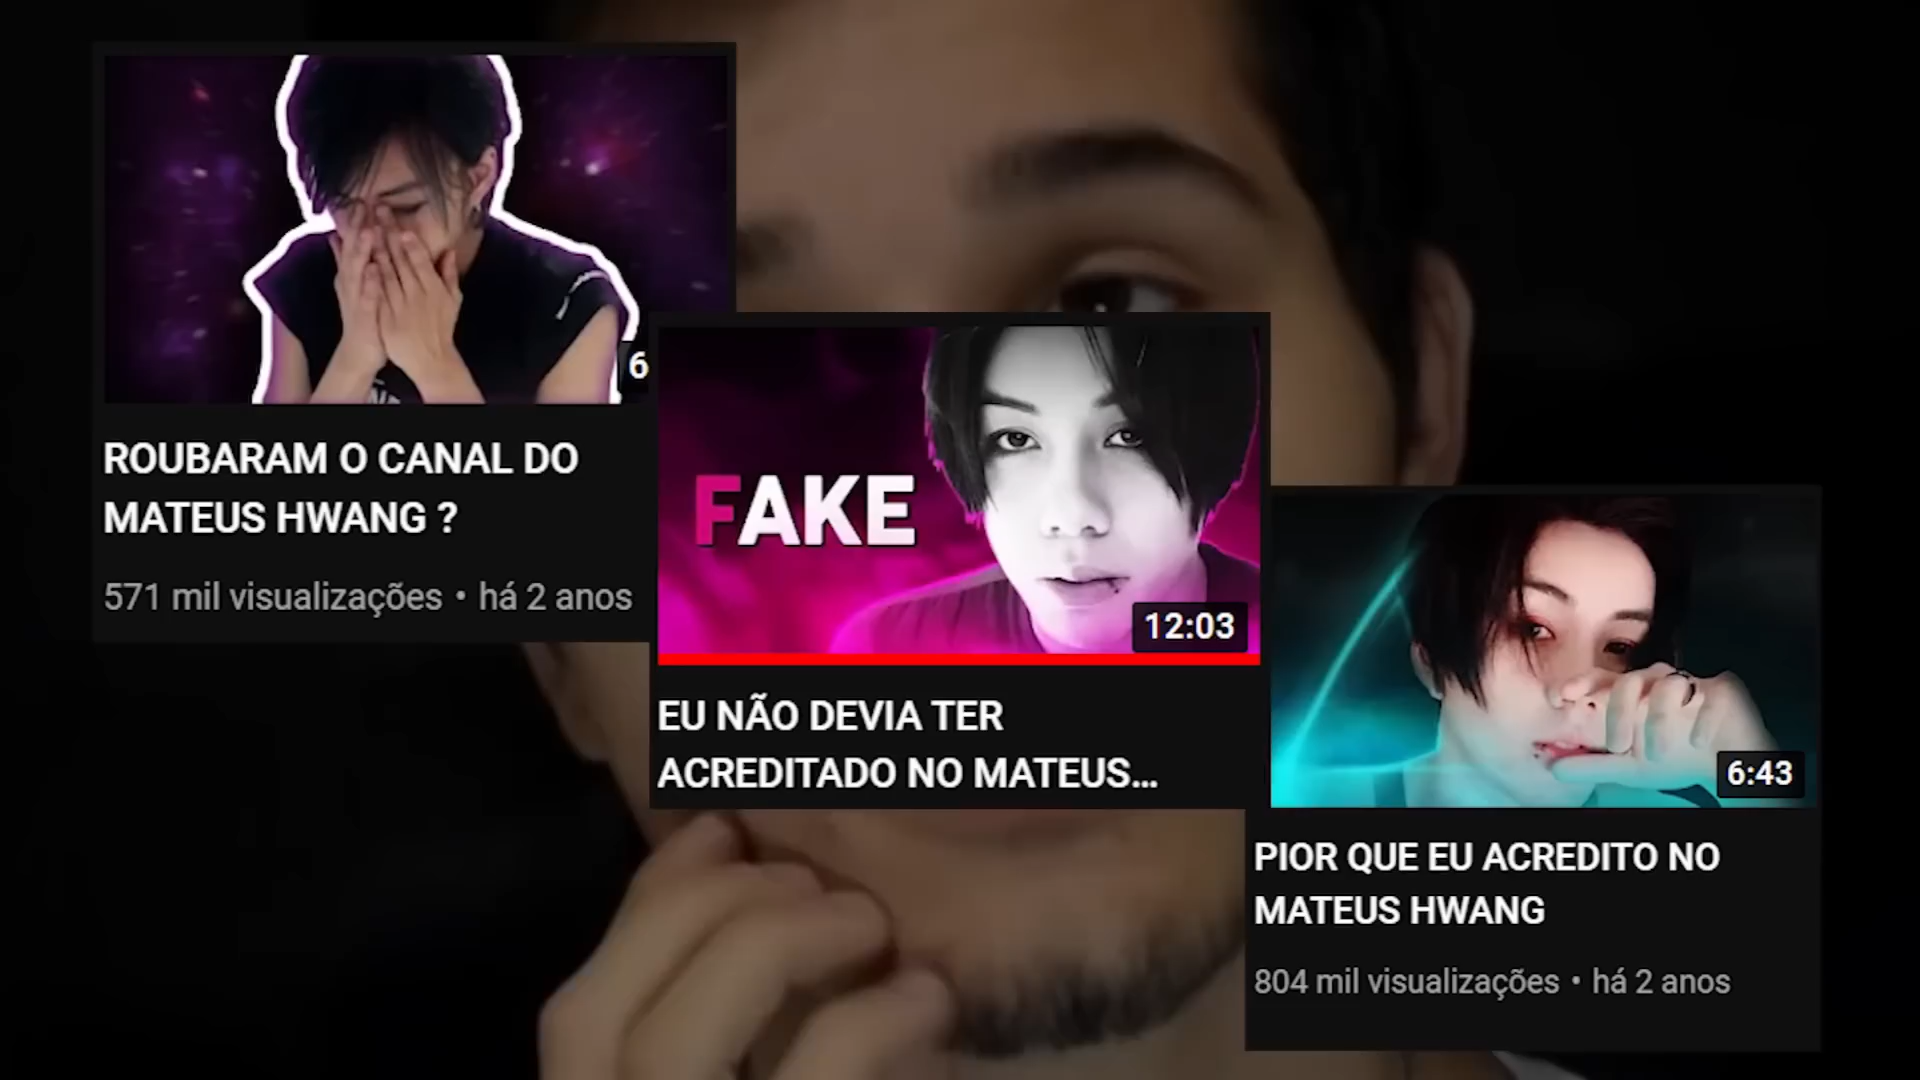 6
ROUBARAM O CANAL DO
MATEUS HWANG ?
571 mil visualizações • há 2 anos
FAKE
12:03
EU NÃO DEVIA TER
ACREDITADO NO MATEUS...
6:43
PIOR QUE EU ACREDITO NO
MATEUS HWANG
804 mil visualizações • há 2 anos